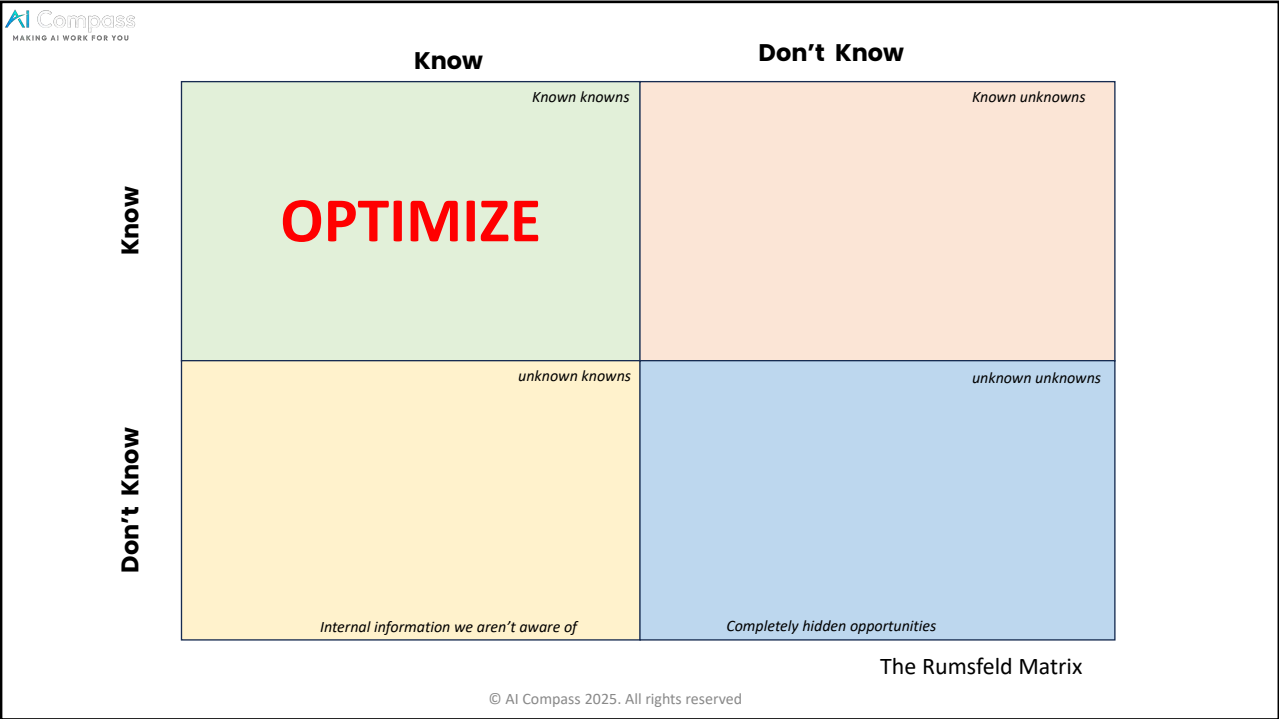 AI Compass
MAKING AI WORK FOR YOU
Know
Don't Know
Know
Known knowns
Known unknowns
OPTIMIZE
Don't Know
unknown knowns
unknown unknowns
Internal information we aren't aware of
Completely hidden opportunities
The Rumsfeld Matrix
© AI Compass 2025. All rights reserved